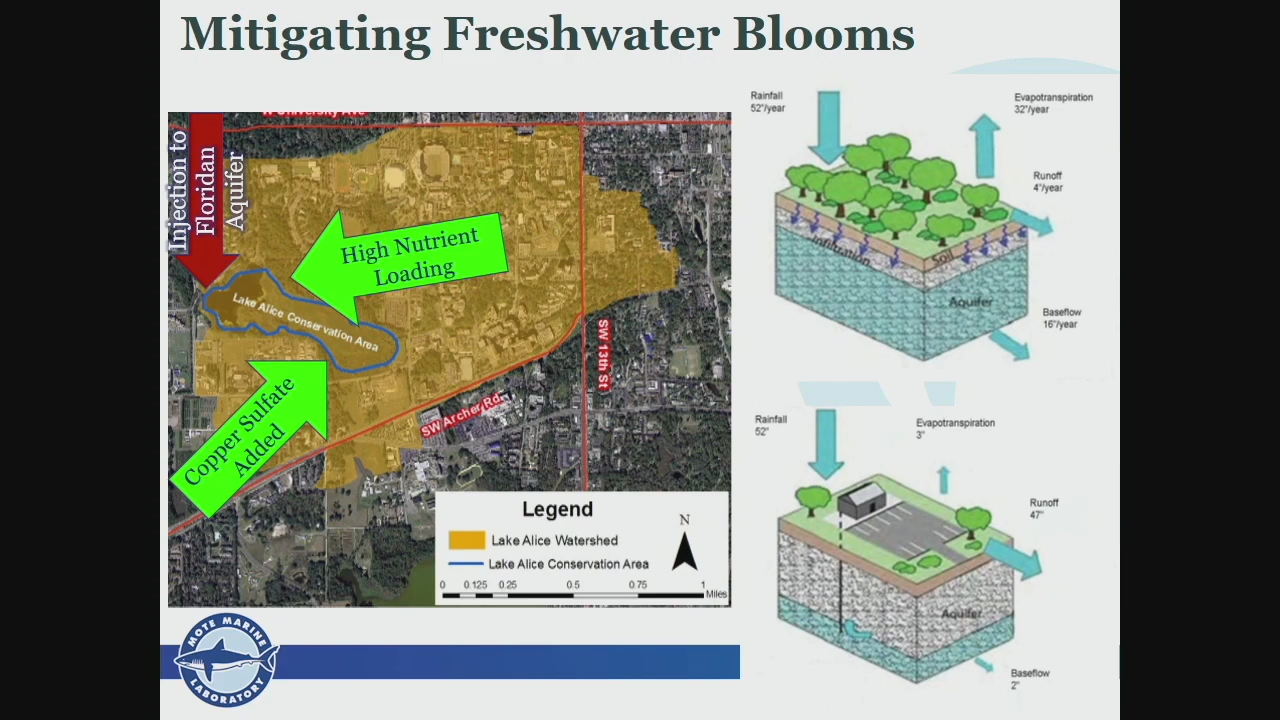 Mitigating Freshwater Blooms
Injection to
Floridan
Aquifer
High Nutrient
Loading
Lake Alice Conservation Area
Copper Sulfate
Added
SW Archer Rd.
SW 13th St
Legend
Lake Alice Watershed
Lake Alice Conservation Area
N
0 0.125 0.25 0.5 0.75 1
Miles
MOTE MARINE
LABORATORY
Rainfall
52"/year
Evapotranspiration
32"/year
Runoff
4"/year
Infiltration
Soil
Aquifer
Baseflow
16"/year
Rainfall
52"
Evapotranspiration
3"
Runoff
47"
Aquifer
Baseflow
2"